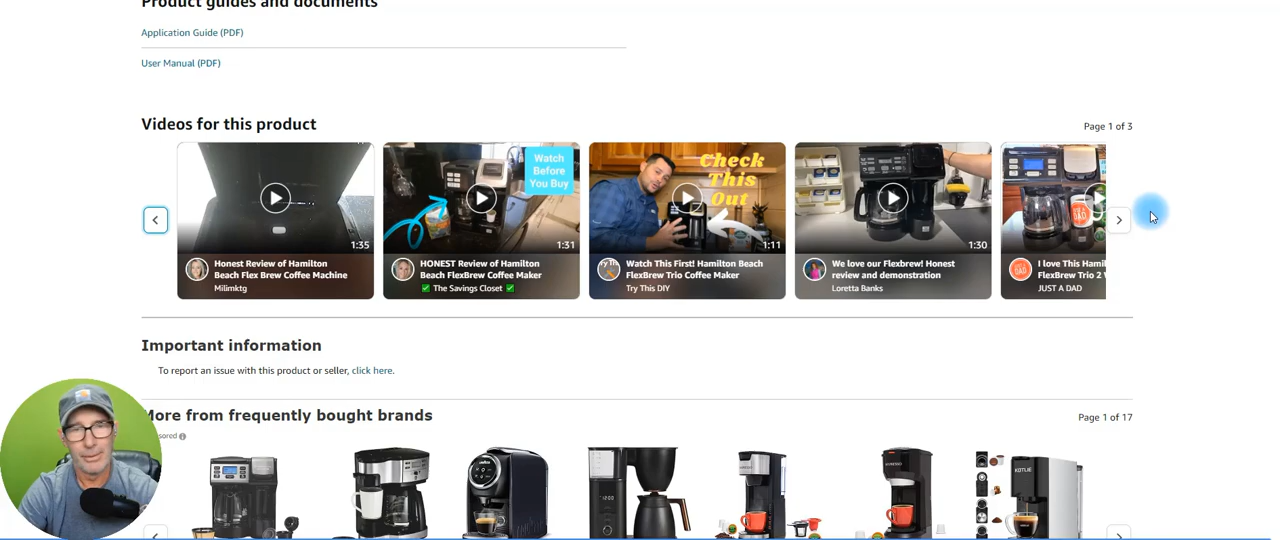 Product guides and documents
Application Guide (PDF)
User Manual (PDF)
Videos for this product
Page 1 of 3
1:35
Honest Review of Hamilton
Beach Flex Brew Coffee Machine
Milimktg
Watch
Before
You Buy
1:31
HONEST Review of Hamilton
Beach FlexBrew Coffee Maker
✅ The Savings Closet ✅
Check
This
Out
1:11
Watch This First! Hamilton Beach
FlexBrew Trio Coffee Maker
Try This DIY
1:30
We love our Flexbrew! Honest
review and demonstration
Loretta Banks
I love This Hamil
FlexBrew Trio 2
JUST A DAD
Important information
To report an issue with this product or seller, click here.
More from frequently bought brands
Page 1 of 17
sored